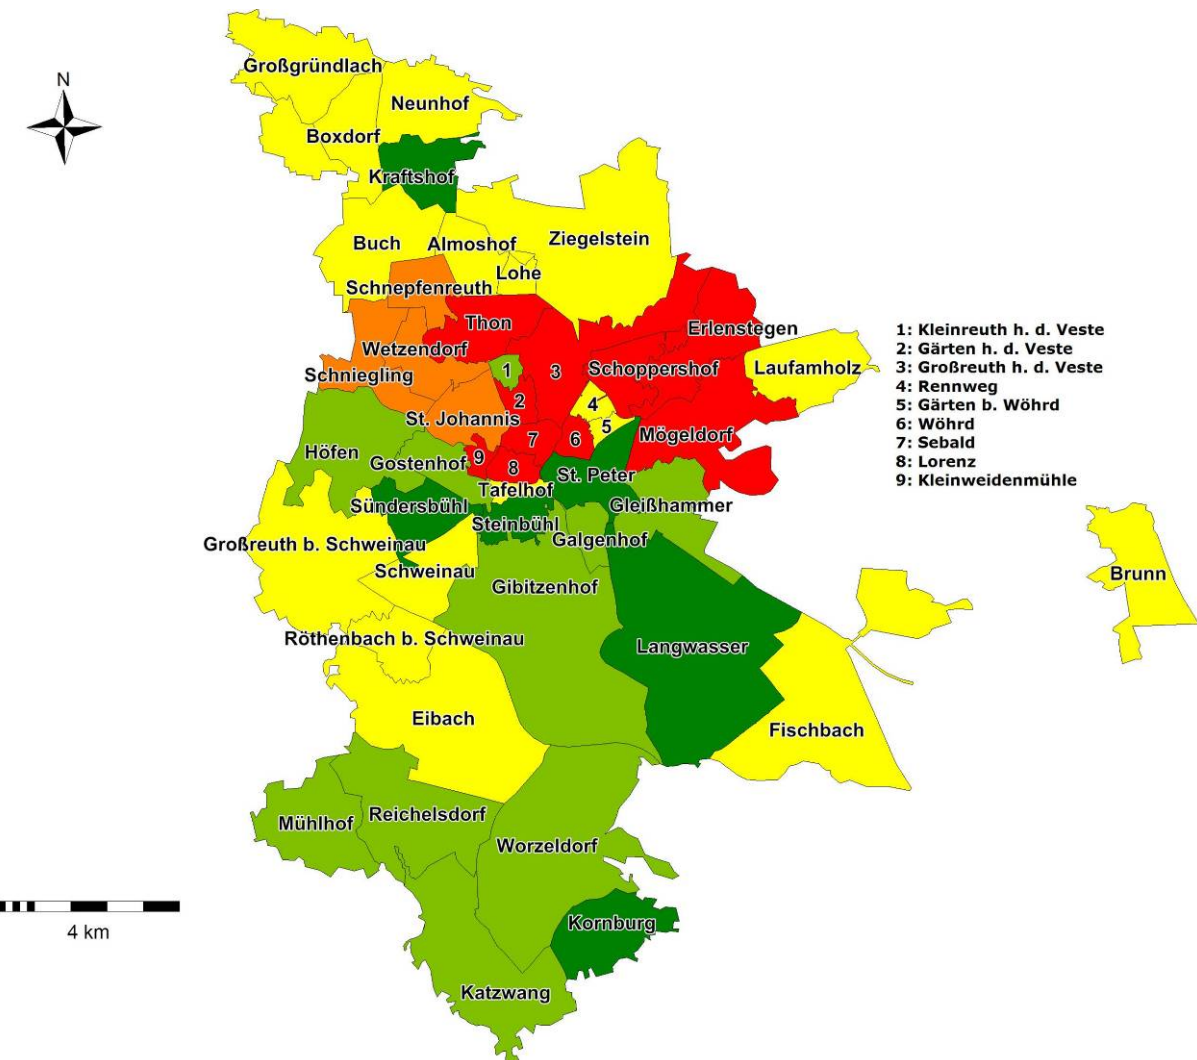 Großgründlach
N
Neunhof
Boxdorf
Kraftshof
Buch
Almoshof
Ziegelstein
Lohe
Schnepfenreuth
Thon
Erlenstegen
Wetzendorf
Schoppershof
Laufamholz
Schniegling
1
3
2
4
St. Johannis
5
Mögeldorf
7
6
Höfen
Gostenhof
9
8
St. Peter
Tafelhof
Gleißhammer
Sündersbühl
Steinbühl
Galgenhof
Großreuth b. Schweinau
Schweinau
Gibitzenhof
Brunn
Röthenbach b. Schweinau
Langwasser
Eibach
Fischbach
Mühlhof
Reichelsdorf
Worzeldorf
Kornburg
Katzwang
1: Kleinreuth h. d. Veste
2: Gärten h. d. Veste
3: Großreuth h. d. Veste
4: Rennweg
5: Gärten b. Wöhrd
6: Wöhrd
7: Sebald
8: Lorenz
9: Kleinweidenmühle
4 km